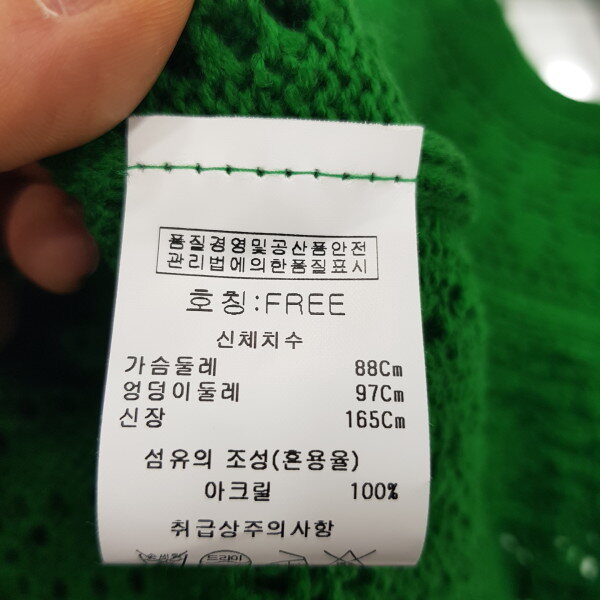 품질경영및공산품안전
관리법에의한품질표시
호칭:FREE
신체치수
가슴둘레 88Cm
엉덩이둘레 97Cm
신장 165Cm
섬유의 조성(혼용율)
아크릴 100%
취급상주의사항
드라이